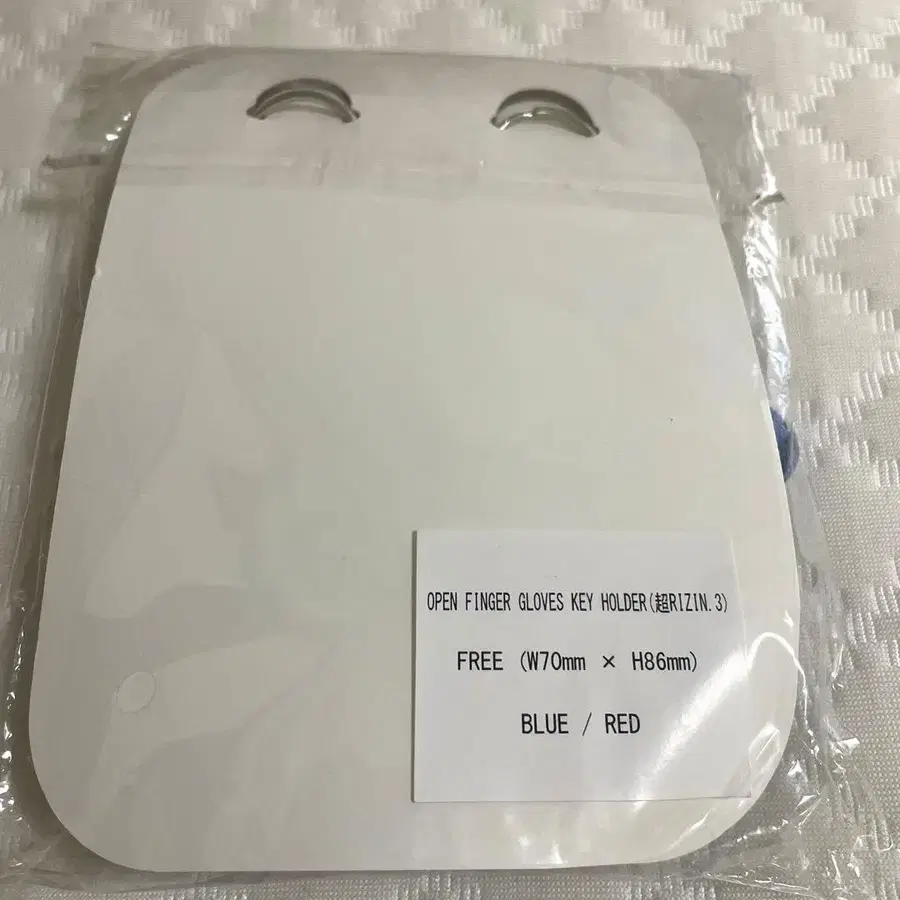 OPEN FINGER GLOVES KEY HOLDER(超RIZIN.3)
FREE (W70mm × H86mm)
BLUE / RED